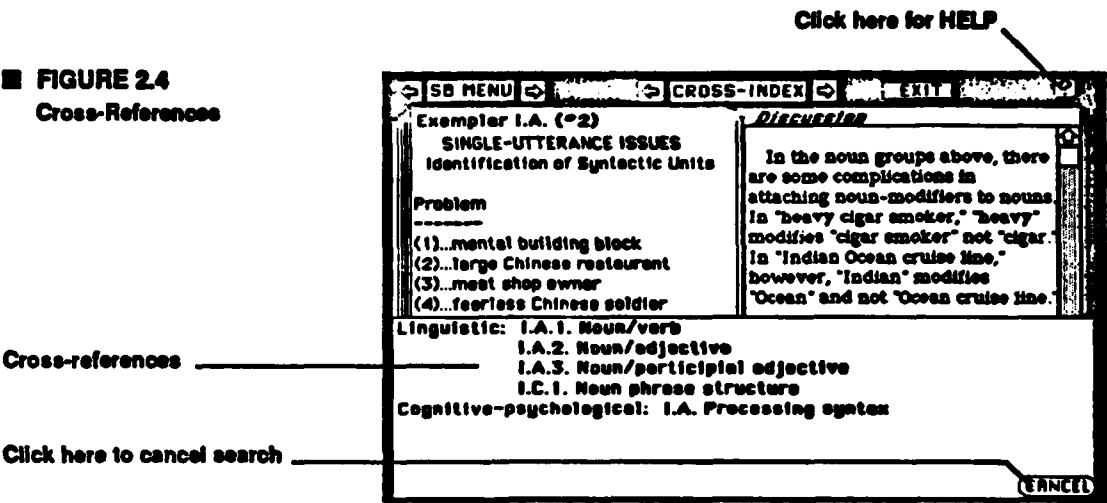 Click here for HELP
■ FIGURE 2.4
Cross-References
SB MENU CROSS-INDEX EXIT ?
Exemplar I.A. (#2)
SINGLE-UTTERANCE ISSUES
Identification of Syntactic Units
Problem
-------
(1)...mental building block
(2)...large Chinese restaurant
(3)...meat shop owner
(4)...fearless Chinese soldier
Discussion
In the noun groups above, there
are some complications in
attaching noun-modifiers to nouns.
In "heavy cigar smoker," "heavy"
modifies "cigar smoker" not "cigar."
In "Indian Ocean cruise line,"
however, "Indian" modifies
"Ocean" and not "Ocean cruise line."
Linguistic: I.A.1. Noun/verb
I.A.2. Noun/adjective
I.A.3. Noun/participial adjective
I.C.1. Noun phrase structure
Cognitive-psychological: I.A. Processing syntax
Cross-references
Click here to cancel search
CANCEL